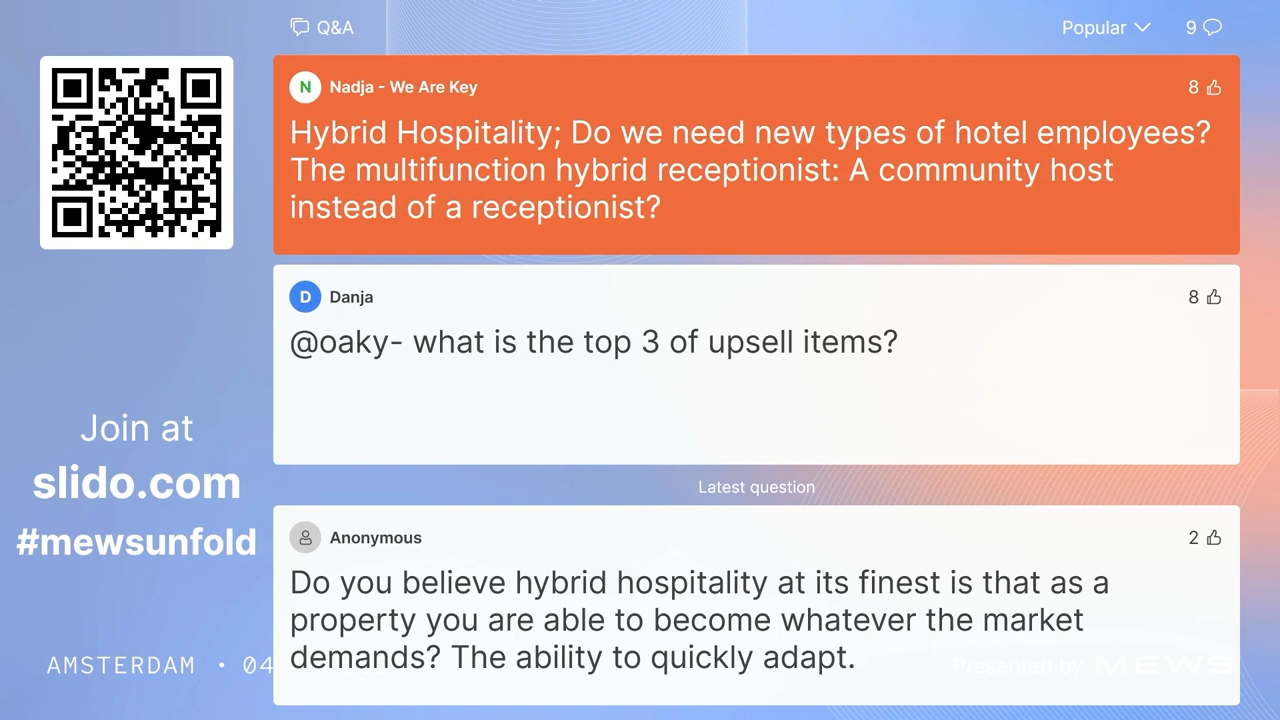 Q&A
Popular
9
N
Nadja - We Are Key
8
Hybrid Hospitality; Do we need new types of hotel employees?
The multifunction hybrid receptionist: A community host
instead of a receptionist?
D
Danja
8
@oaky- what is the top 3 of upsell items?
Join at
slido.com
#mewsunfold
Latest question
Anonymous
2
Do you believe hybrid hospitality at its finest is that as a
property you are able to become whatever the market
demands? The ability to quickly adapt.
AMSTERDAM • 04
Presented by MEWS